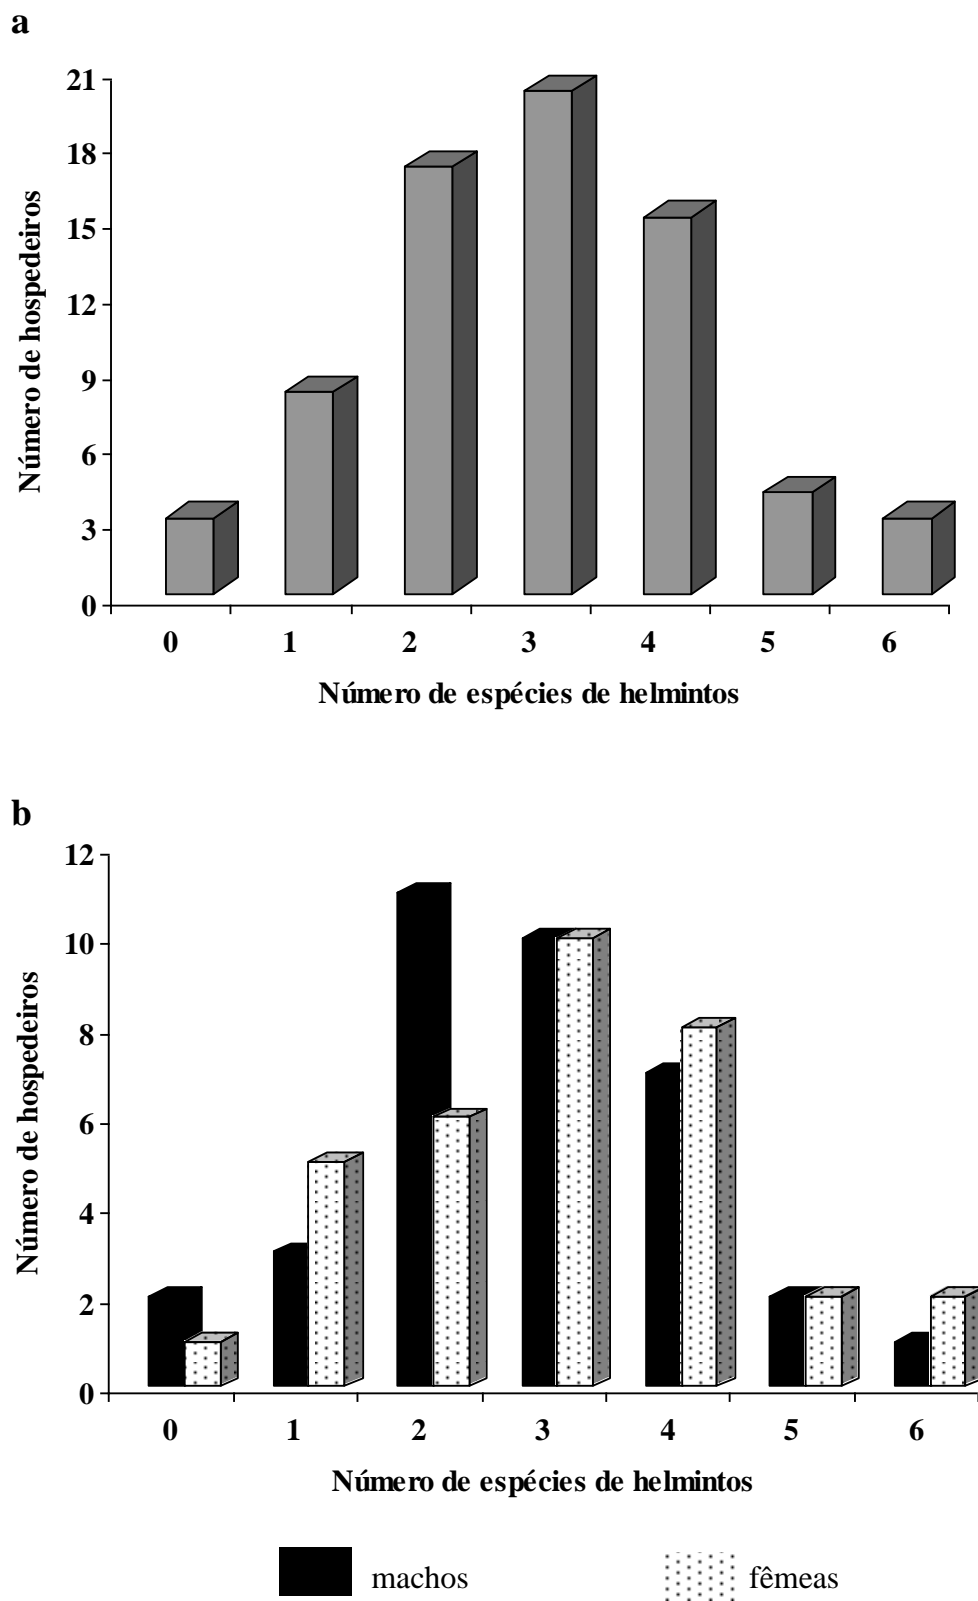 a
21
18
15
12
9
6
3
0
Número de hospedeiros
0 1 2 3 4 5 6
Número de espécies de helmintos
b
12
10
8
6
4
2
0
Número de hospedeiros
0 1 2 3 4 5 6
Número de espécies de helmintos
machos fêmeas